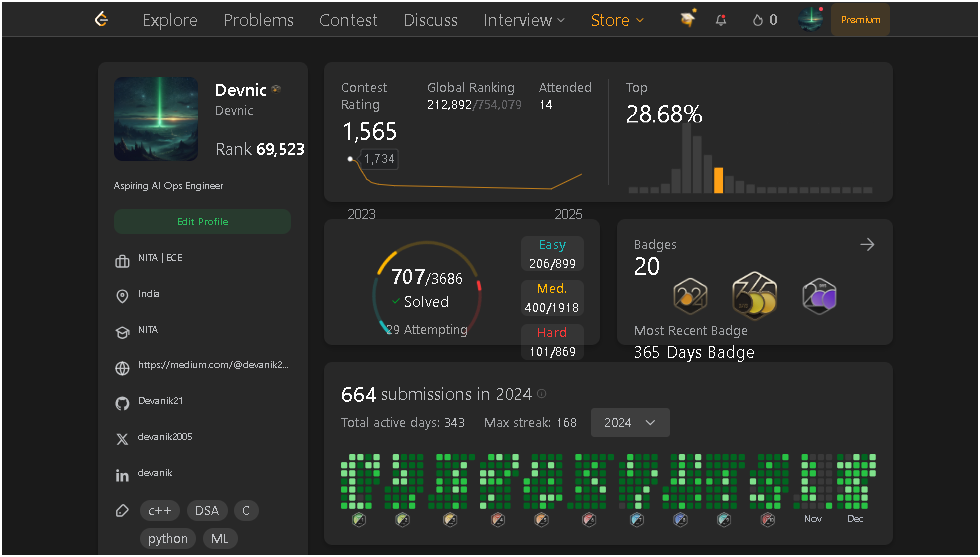 Explore Problems Contest Discuss Interview Store 0 Premium
Devnic
Devnic
Rank 69,523
Aspiring AI Ops Engineer
Edit Profile
NITA | ECE
India
NITA
https://medium.com/@devanik2...
Devanik21
devanik2005
devanik
c++ DSA C
python ML
Contest Rating
1,565
Global Ranking
212,892/754,079
Attended
14
1,734
2023 2025
Top
28.68%
707/3686
Solved
29 Attempting
Easy
206/899
Med.
400/1918
Hard
101/869
Badges
20
Most Recent Badge
365 Days Badge
664 submissions in 2024
Total active days: 343 Max streak: 168 2024
Nov Dec